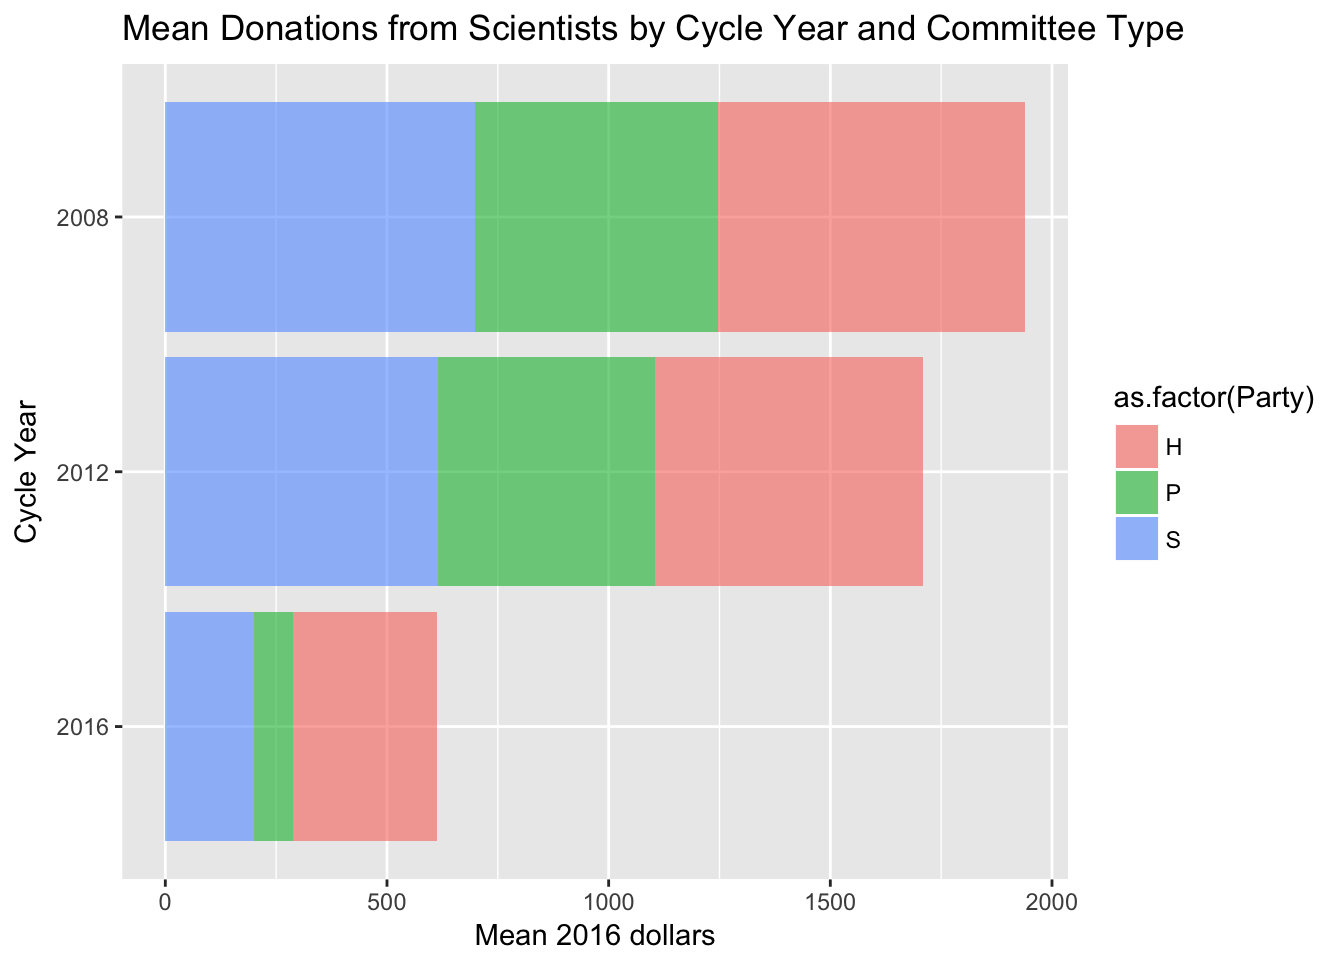 Mean Donations from Scientists by Cycle Year and Committee Type
Cycle Year
2008
2012
2016
0 500 1000 1500 2000
Mean 2016 dollars
as.factor(Party)
H
P
S